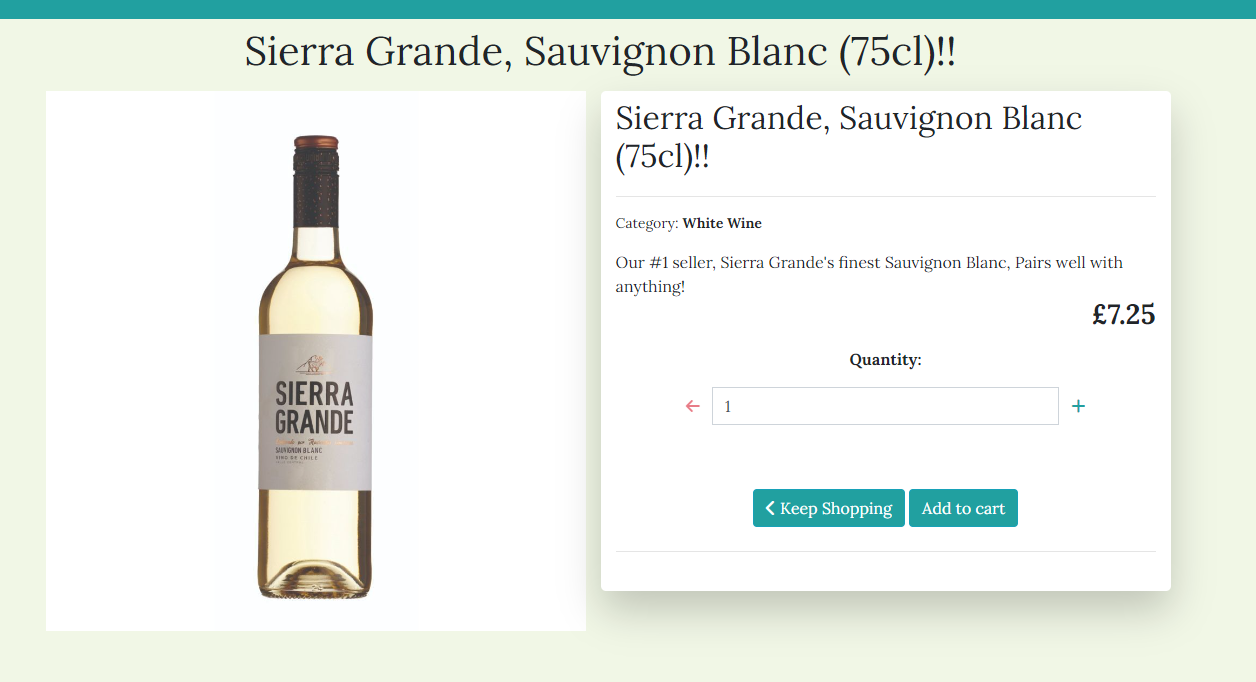 Sierra Grande, Sauvignon Blanc (75cl)!!
SIERRA
GRANDE
SAUVIGNON BLANC
VINO DE CHILE
Sierra Grande, Sauvignon Blanc
(75cl)!!
Category: White Wine
Our #1 seller, Sierra Grande's finest Sauvignon Blanc, Pairs well with
anything!
£7.25
Quantity:
1
Keep Shopping
Add to cart